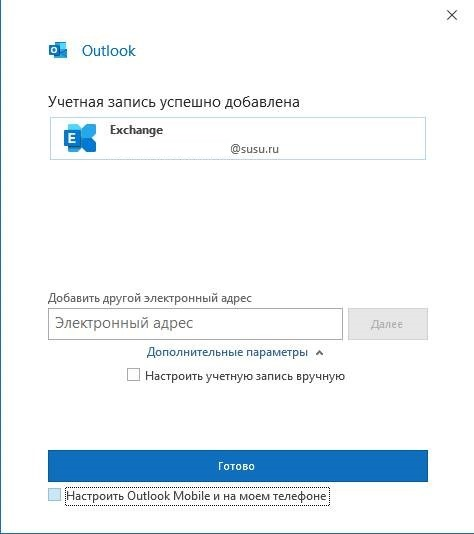 Outlook
Учетная запись успешно добавлена
Exchange
@susu.ru
Добавить другой электронный адрес
Электронный адрес
Далее
Дополнительные параметры
Настроить учетную запись вручную
Готово
Настроить Outlook Mobile и на моем телефоне